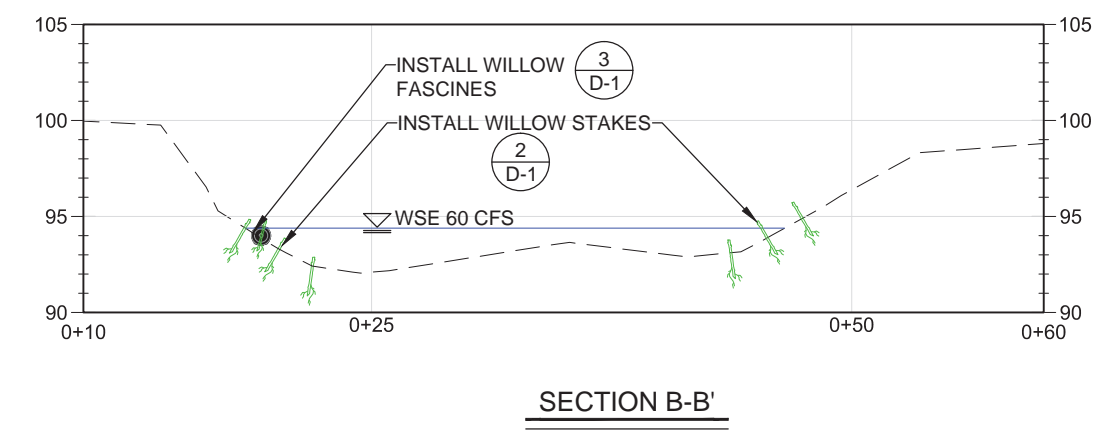 105
105
INSTALL WILLOW
FASCINES
3
D-1
100
100
INSTALL WILLOW STAKES
2
D-1
95
95
WSE 60 CFS
90
90
0+10
0+25
0+50
0+60
SECTION B-B'